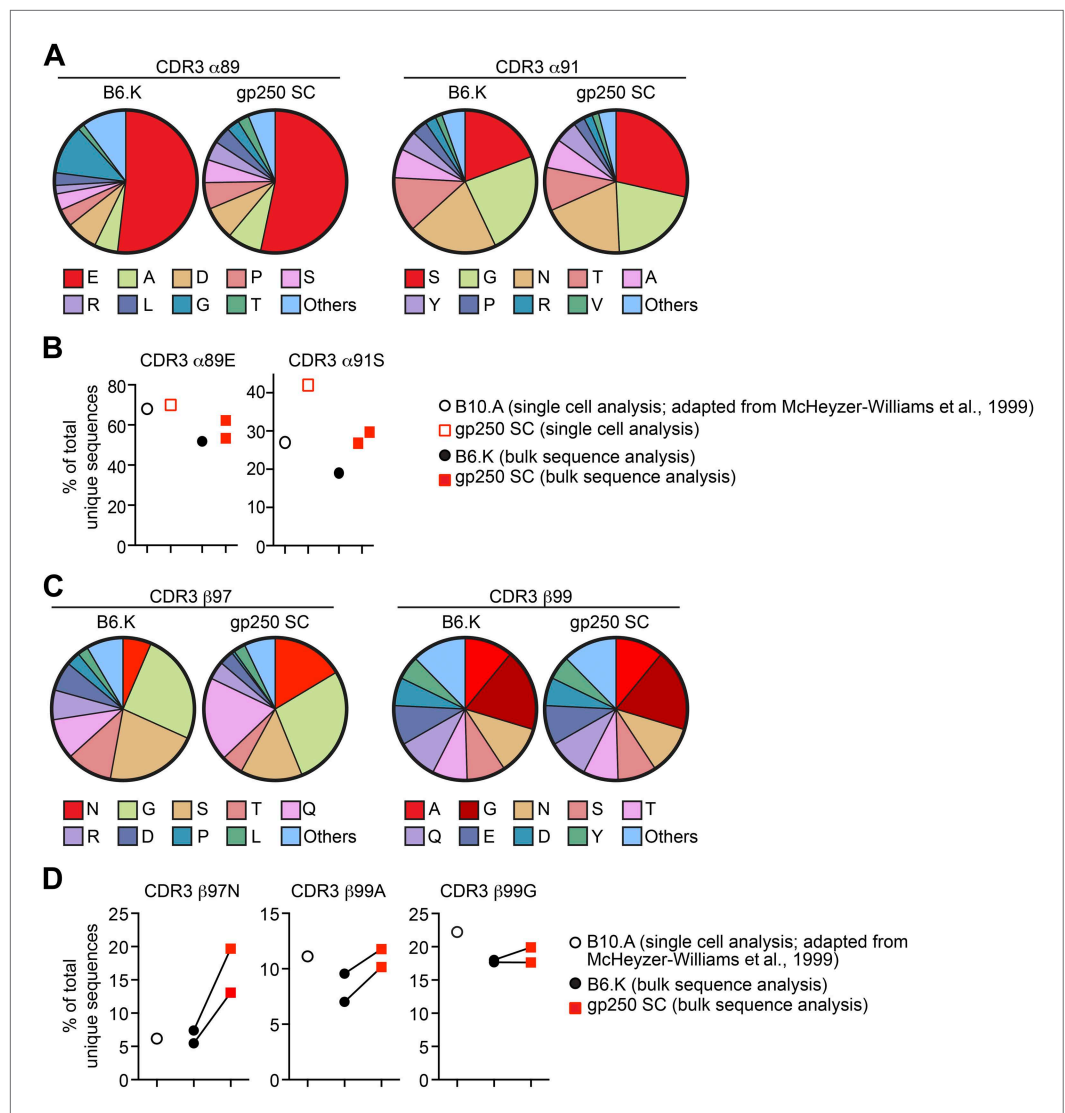 A
CDR3 α89
CDR3 α91
B6.K
gp250 SC
B6.K
gp250 SC
E A D P S
R L G T Others
S G N T A
Y P R V Others
B
CDR3 α89E
CDR3 α91S
% of total
unique sequences
80
60
40
20
0
40
30
20
10
0
B10.A (single cell analysis; adapted from McHeyzer-Williams et al., 1999)
gp250 SC (single cell analysis)
B6.K (bulk sequence analysis)
gp250 SC (bulk sequence analysis)
C
CDR3 β97
CDR3 β99
B6.K
gp250 SC
B6.K
gp250 SC
N G S T Q
R D P L Others
A G N S T
Q E D Y Others
D
CDR3 β97N
CDR3 β99A
CDR3 β99G
% of total
unique sequences
25
20
15
10
5
0
15
10
5
0
25
20
15
10
5
0
B10.A (single cell analysis; adapted from
McHeyzer-Williams et al., 1999)
B6.K (bulk sequence analysis)
gp250 SC (bulk sequence analysis)